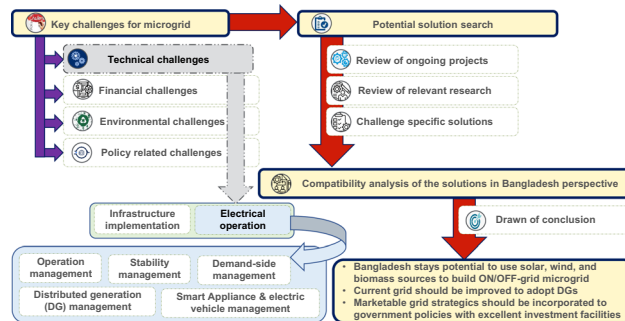 Key challenges for microgrid
Potential solution search
Technical challenges
Financial challenges
Environmental challenges
Policy related challenges
Review of ongoing projects
Review of relevant research
Challenge specific solutions
Compatibility analysis of the solutions in Bangladesh perspective
Drawn of conclusion
Infrastructure
implementation
Electrical
operation
Operation
management
Stability
management
Demand-side
management
Distributed generation
(DG) management
Smart Appliance & electric
vehicle management
• Bangladesh stays potential to use solar, wind, and
biomass sources to build ON/OFF-grid microgrid
• Current grid should be improved to adopt DGs
• Marketable grid strategics should be incorporated to
government policies with excellent investment facilities